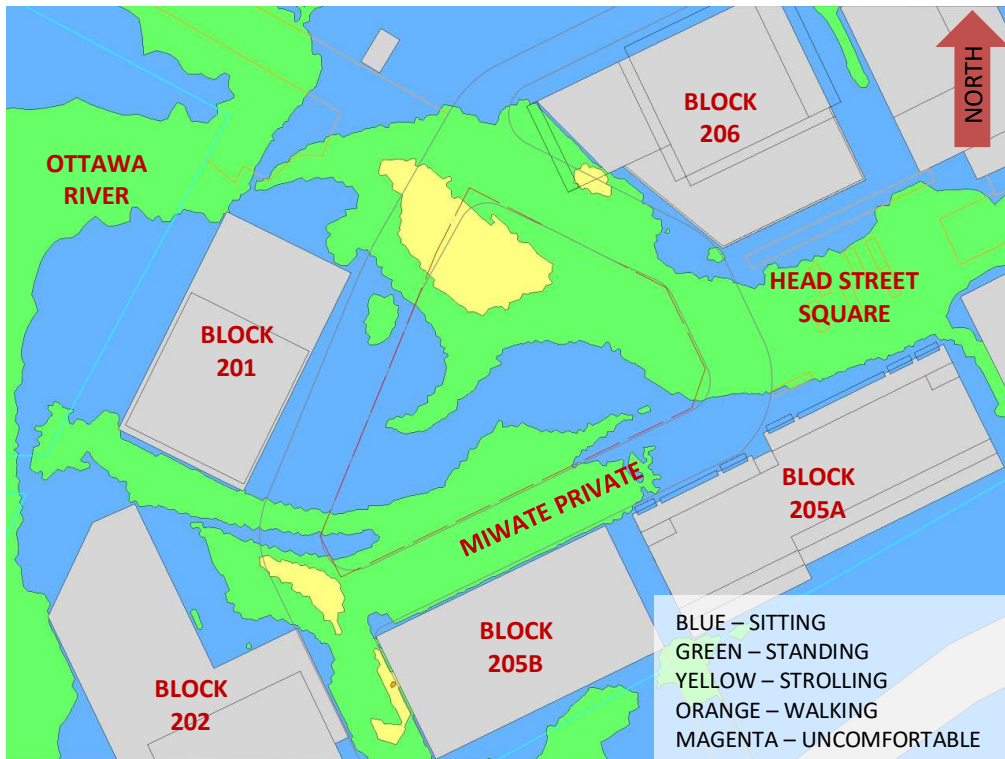 NORTH
BLOCK
206
OTTAWA
RIVER
HEAD STREET
SQUARE
BLOCK
201
MIWATE PRIVATE
BLOCK
205A
BLOCK
205B
BLOCK
202
BLUE – SITTING
GREEN – STANDING
YELLOW – STROLLING
ORANGE – WALKING
MAGENTA – UNCOMFORTABLE